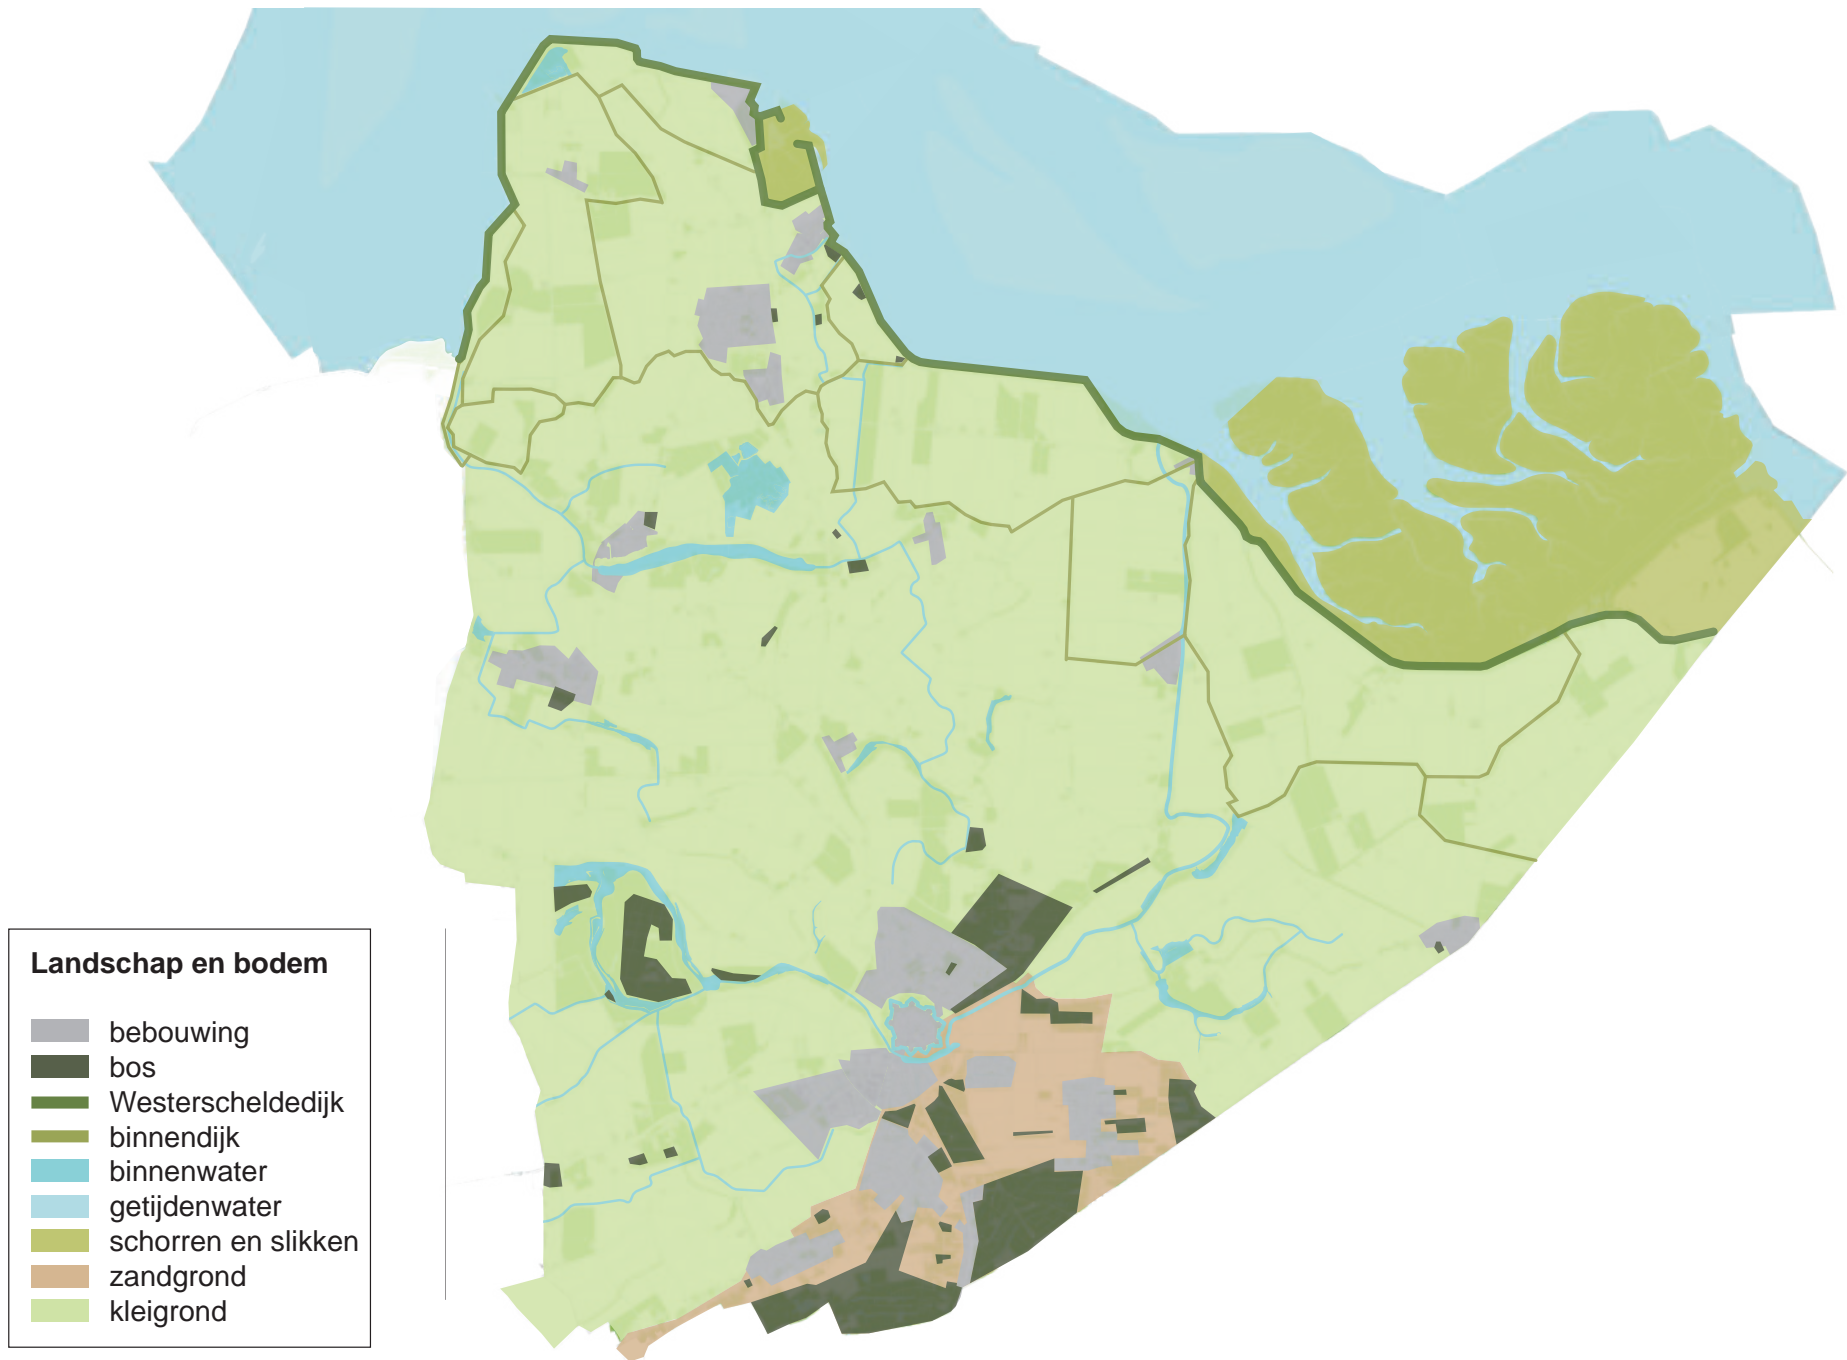 Landschap en bodem
bebouwing
bos
Westerscheldedijk
binnendijk
binnenwater
getijdenwater
schorren en slikken
zandgrond
kleigrond